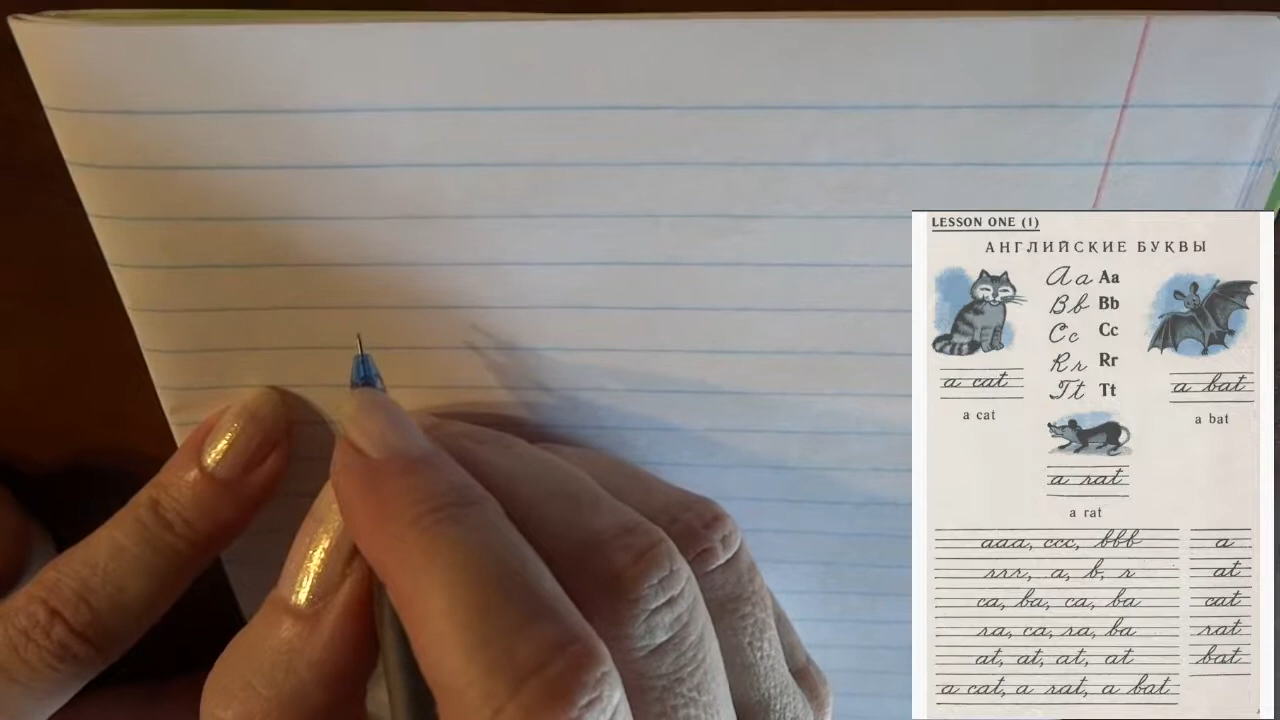 LESSON ONE (1)
АНГЛИЙСКИЕ БУКВЫ
Aa Aa
Bb Bb
Cc Cc
Rr Rr
Tt Tt
a cat
a cat
a bat
a bat
a rat
a rat
aaa, ccc, bbb
rrr, a, b, r
ca, ba, ca, ba
ra, ca, ra, ba
at, at, at, at
a cat, a rat, a bat
a
at
cat
rat
bat